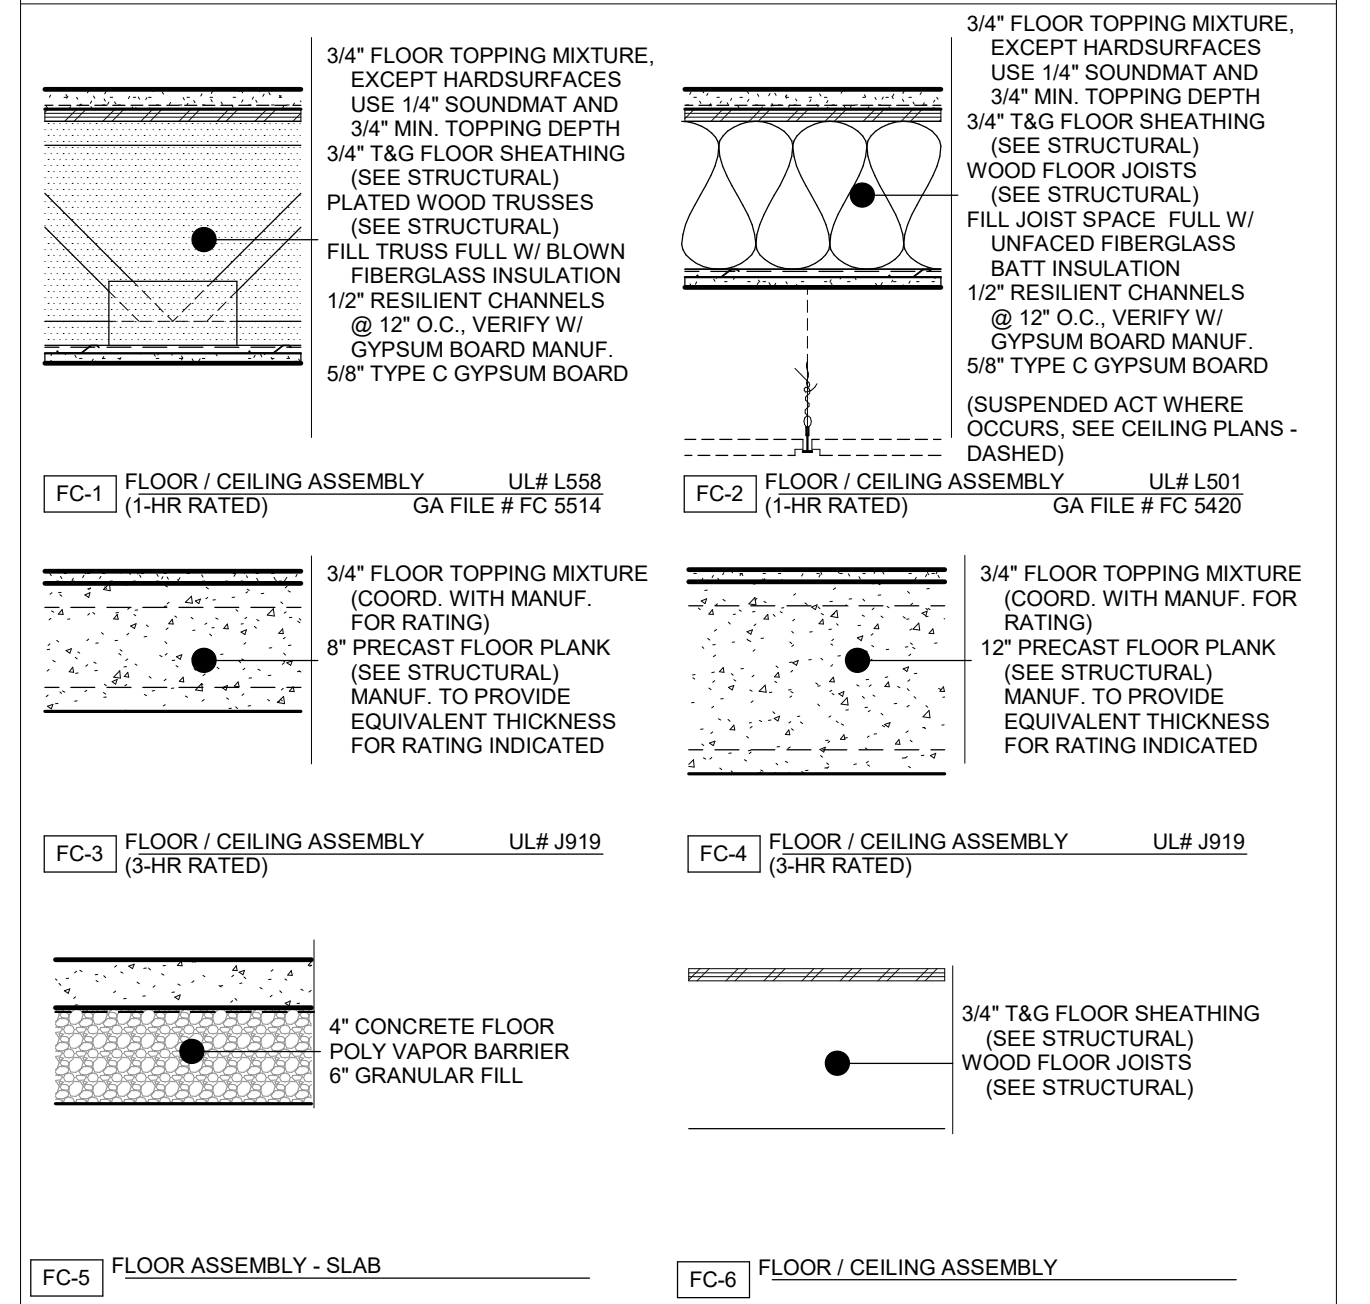 3/4" FLOOR TOPPING MIXTURE,
EXCEPT HARDSURFACES
USE 1/4" SOUNDMAT AND
3/4" MIN. TOPPING DEPTH
3/4" T&G FLOOR SHEATHING
(SEE STRUCTURAL)
PLATED WOOD TRUSSES
(SEE STRUCTURAL)
FILL TRUSS FULL W/ BLOWN
FIBERGLASS INSULATION
1/2" RESILIENT CHANNELS
@ 12" O.C., VERIFY W/
GYPSUM BOARD MANUF.
5/8" TYPE C GYPSUM BOARD
FC-1
FLOOR / CEILING ASSEMBLY UL# L558
(1-HR RATED) GA FILE # FC 5514
3/4" FLOOR TOPPING MIXTURE,
EXCEPT HARDSURFACES
USE 1/4" SOUNDMAT AND
3/4" MIN. TOPPING DEPTH
3/4" T&G FLOOR SHEATHING
(SEE STRUCTURAL)
WOOD FLOOR JOISTS
(SEE STRUCTURAL)
FILL JOIST SPACE FULL W/
UNFACED FIBERGLASS
BATT INSULATION
1/2" RESILIENT CHANNELS
@ 12" O.C., VERIFY W/
GYPSUM BOARD MANUF.
5/8" TYPE C GYPSUM BOARD
(SUSPENDED ACT WHERE
OCCURS, SEE CEILING PLANS -
DASHED)
FC-2
FLOOR / CEILING ASSEMBLY UL# L501
(1-HR RATED) GA FILE # FC 5420
3/4" FLOOR TOPPING MIXTURE
(COORD. WITH MANUF.
FOR RATING)
8" PRECAST FLOOR PLANK
(SEE STRUCTURAL)
MANUF. TO PROVIDE
EQUIVALENT THICKNESS
FOR RATING INDICATED
FC-3
FLOOR / CEILING ASSEMBLY UL# J919
(3-HR RATED)
3/4" FLOOR TOPPING MIXTURE
(COORD. WITH MANUF. FOR
RATING)
12" PRECAST FLOOR PLANK
(SEE STRUCTURAL)
MANUF. TO PROVIDE
EQUIVALENT THICKNESS
FOR RATING INDICATED
FC-4
FLOOR / CEILING ASSEMBLY UL# J919
(3-HR RATED)
4" CONCRETE FLOOR
POLY VAPOR BARRIER
6" GRANULAR FILL
FC-5
FLOOR ASSEMBLY - SLAB
3/4" T&G FLOOR SHEATHING
(SEE STRUCTURAL)
WOOD FLOOR JOISTS
(SEE STRUCTURAL)
FC-6
FLOOR / CEILING ASSEMBLY